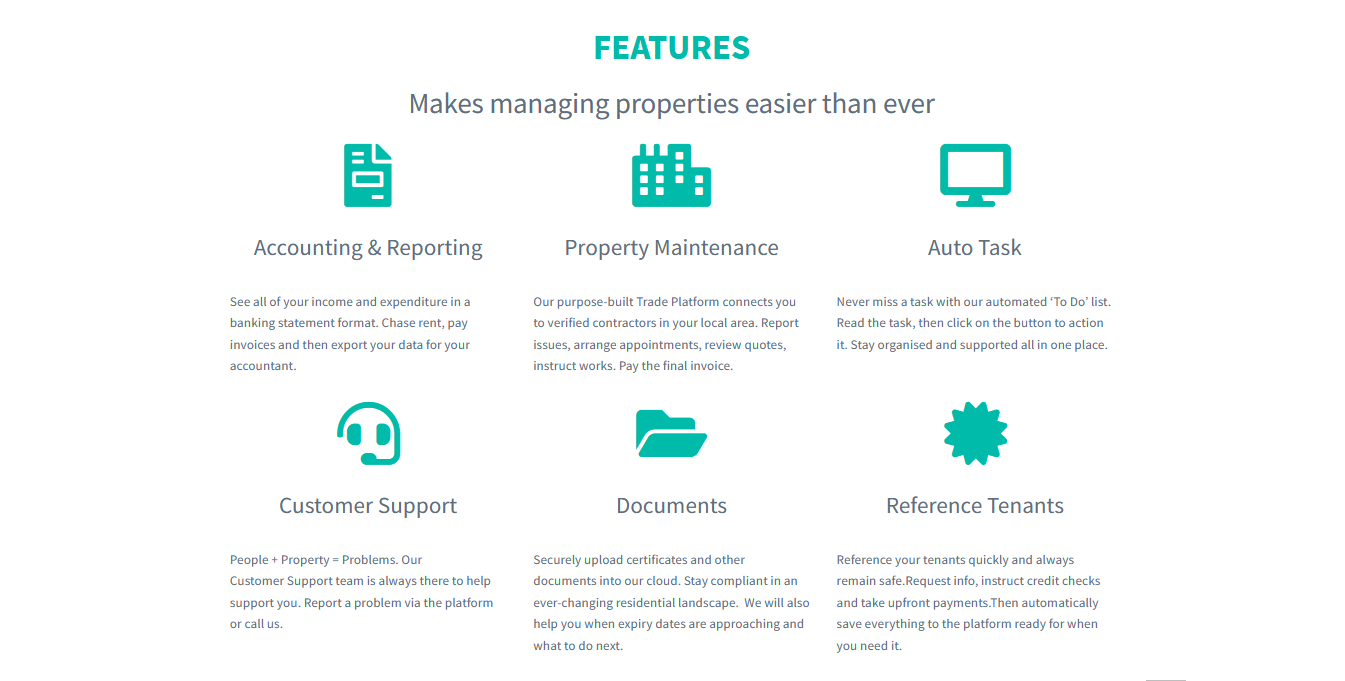 FEATURES
Makes managing properties easier than ever
Accounting & Reporting
See all of your income and expenditure in a
banking statement format. Chase rent, pay
invoices and then export your data for your
accountant.
Property Maintenance
Our purpose-built Trade Platform connects you
to verified contractors in your local area. Report
issues, arrange appointments, review quotes,
instruct works. Pay the final invoice.
Auto Task
Never miss a task with our automated ‘To Do’ list.
Read the task, then click on the button to action
it. Stay organised and supported all in one place.
Customer Support
People + Property = Problems. Our
Customer Support team is always there to help
support you. Report a problem via the platform
or call us.
Documents
Securely upload certificates and other
documents into our cloud. Stay compliant in an
ever-changing residential landscape.  We will also
help you when expiry dates are approaching and
what to do next.
Reference Tenants
Reference your tenants quickly and always
remain safe.Request info, instruct credit checks
and take upfront payments.Then automatically
save everything to the platform ready for when
you need it.